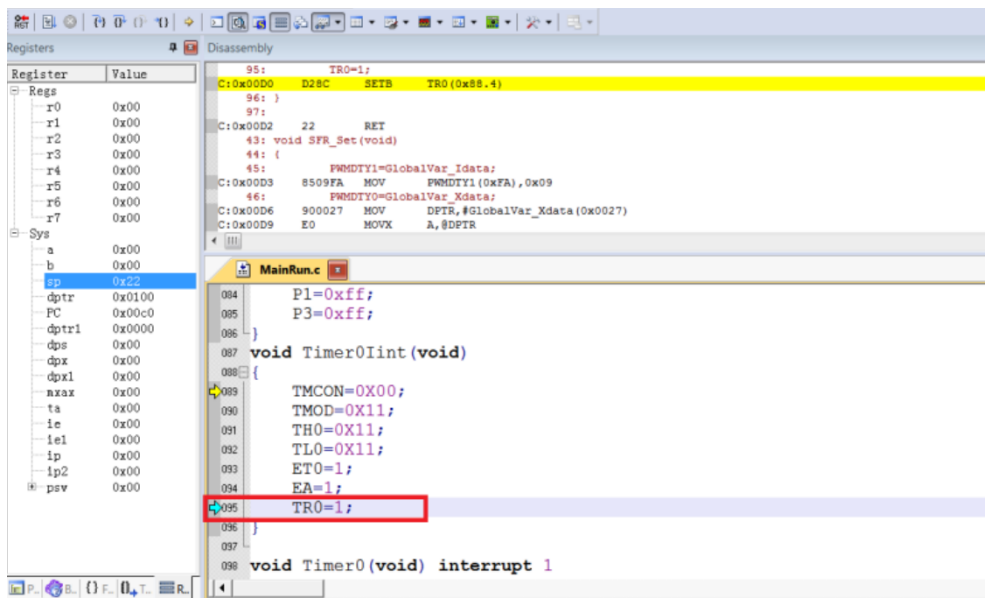 RST
Registers
Disassembly
Register Value
Regs
r0 0x00
r1 0x00
r2 0x00
r3 0x00
r4 0x00
r5 0x00
r6 0x00
r7 0x00
Sys
a 0x00
b 0x00
sp 0x22
dptr 0x0100
PC 0x00c0
dptr1 0x0000
dps 0x00
dpx 0x00
dpx1 0x00
mxax 0x00
ta 0x00
ie 0x00
ie1 0x00
ip 0x00
ip2 0x00
psw 0x00
P... B... {} F... 0 T... R...
95: TR0=1;
C:0x00D0 D28C SETB TR0(0x88.4)
96: }
97:
C:0x00D2 22 RET
43: void SFR_Set(void)
44: {
45: PWMDTY1=GlobalVar_Idata;
C:0x00D3 8509FA MOV PWMDTY1(0xFA),0x09
46: PWMDTY0=GlobalVar_Xdata;
C:0x00D6 900027 MOV DPTR,#GlobalVar_Xdata(0x0027)
C:0x00D9 E0 MOVX A,@DPTR
MainRun.c
084 P1=0xff;
085 P3=0xff;
086 }
087 void Timer0Iint(void)
088 {
089 TMCON=0X00;
090 TMOD=0X11;
091 TH0=0X11;
092 TL0=0X11;
093 ET0=1;
094 EA=1;
095 TR0=1;
096 }
097
098 void Timer0(void) interrupt 1